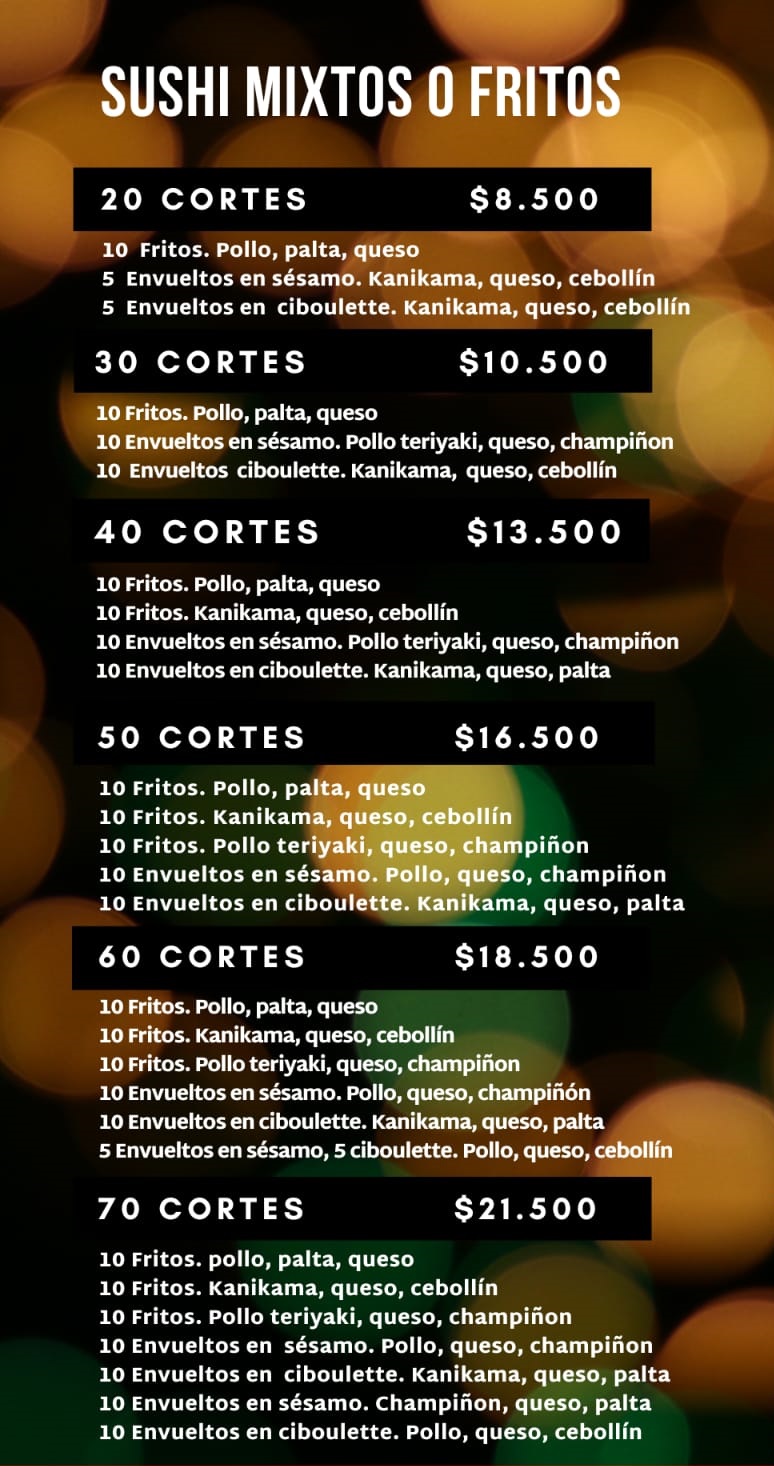 SUSHI MIXTOS O FRITOS
20 CORTES $8.500
10 Fritos. Pollo, palta, queso
5 Envueltos en sésamo. Kanikama, queso, cebollín
5 Envueltos en ciboulette. Kanikama, queso, cebollín
30 CORTES $10.500
10 Fritos. Pollo, palta, queso
10 Envueltos en sésamo. Pollo teriyaki, queso, champiñon
10 Envueltos ciboulette. Kanikama, queso, cebollín
40 CORTES $13.500
10 Fritos. Pollo, palta, queso
10 Fritos. Kanikama, queso, cebollín
10 Envueltos en sésamo. Pollo teriyaki, queso, champiñon
10 Envueltos en ciboulette. Kanikama, queso, palta
50 CORTES $16.500
10 Fritos. Pollo, palta, queso
10 Fritos. Kanikama, queso, cebollín
10 Fritos. Pollo teriyaki, queso, champiñon
10 Envueltos en sésamo. Pollo, queso, champiñon
10 Envueltos en ciboulette. Kanikama, queso, palta
60 CORTES $18.500
10 Fritos. Pollo, palta, queso
10 Fritos. Kanikama, queso, cebollín
10 Fritos. Pollo teriyaki, queso, champiñon
10 Envueltos en sésamo. Pollo, queso, champiñón
10 Envueltos en ciboulette. Kanikama, queso, palta
5 Envueltos en sésamo, 5 ciboulette. Pollo, queso, cebollín
70 CORTES $21.500
10 Fritos. pollo, palta, queso
10 Fritos. Kanikama, queso, cebollín
10 Fritos. Pollo teriyaki, queso, champiñon
10 Envueltos en sésamo. Pollo, queso, champiñon
10 Envueltos en ciboulette. Kanikama, queso, palta
10 Envueltos en sésamo. Champiñon, queso, palta
10 Envueltos en ciboulette. Pollo, queso, cebollín